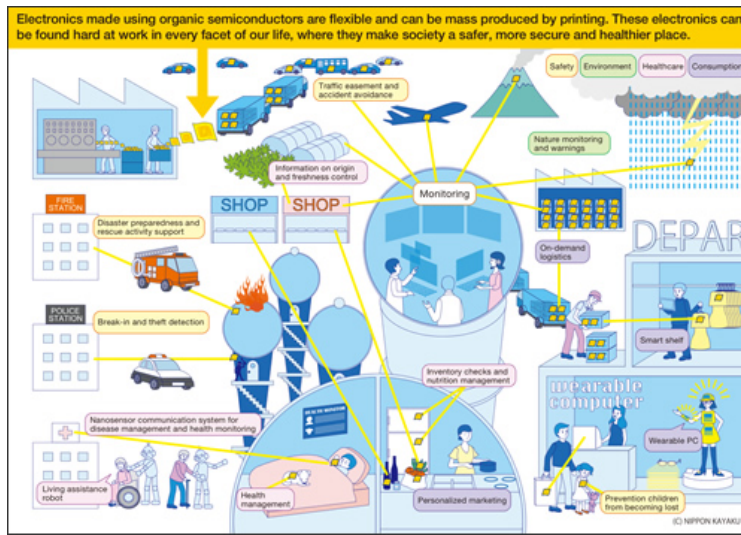 Electronics made using organic semiconductors are flexible and can be mass produced by printing. These electronics can
be found hard at work in every facet of our life, where they make society a safer, more secure and healthier place.
Safety
Environment
Healthcare
Consumption
Traffic easement and
accident avoidance
Nature monitoring
and warnings
Information on origin
and freshness control
Monitoring
FIRE
STATION
SHOP
SHOP
Disaster preparedness and
rescue activity support
On-demand
logistics
DEPAR
POLICE
STATION
Break-in and theft detection
Smart shelf
Inventory checks and
nutrition management
wearable
computer
Nanosensor communication system for
disease management and health monitoring
Wearable PC
Living assistance
robot
Health
management
Personalized marketing
Prevention children
from becoming lost
(C) NIPPON KAYAKU